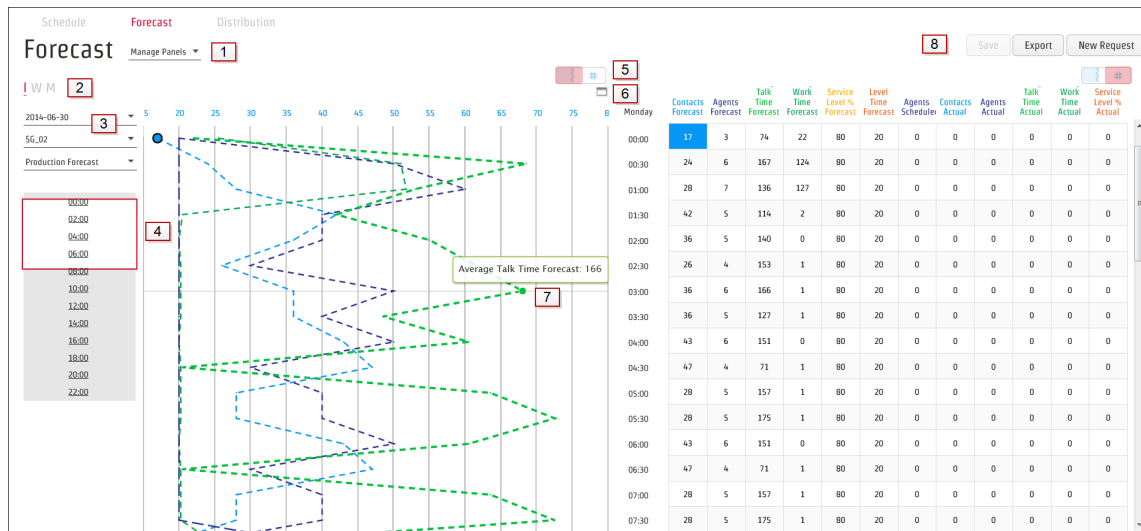 Schedule Forecast Distribution
Forecast Manage Panels 1 8 Save Export New Request
I W M 2
5
6
2014-06-30 3
SG_02
Production Forecast
00:00
02:00
04:00
06:00
08:00
10:00
12:00
14:00
16:00
18:00
20:00
22:00
4
5 20 25 30 35 40 45 50 55 60 65 70 75 8
Average Talk Time Forecast: 166
7
Monday Contacts Forecast Agents Forecast Talk Time Forecast Work Time Forecast Service Level % Forecast Level Time Forecast Agents Scheduled Contacts Actual Agents Actual Talk Time Actual Work Time Actual Service Level % Actual
00:00 17 3 74 22 80 20 0 0 0 0 0 0
00:30 24 6 167 124 80 20 0 0 0 0 0 0
01:00 28 7 136 127 80 20 0 0 0 0 0 0
01:30 42 5 114 2 80 20 0 0 0 0 0 0
02:00 36 5 140 0 80 20 0 0 0 0 0 0
02:30 26 4 153 1 80 20 0 0 0 0 0 0
03:00 36 6 166 1 80 20 0 0 0 0 0 0
03:30 36 5 127 1 80 20 0 0 0 0 0 0
04:00 43 6 151 0 80 20 0 0 0 0 0 0
04:30 47 4 71 1 80 20 0 0 0 0 0 0
05:00 28 5 157 1 80 20 0 0 0 0 0 0
05:30 28 5 175 1 80 20 0 0 0 0 0 0
06:00 43 6 151 0 80 20 0 0 0 0 0 0
06:30 47 4 71 1 80 20 0 0 0 0 0 0
07:00 28 5 157 1 80 20 0 0 0 0 0 0
07:30 28 5 175 1 80 20 0 0 0 0 0 0